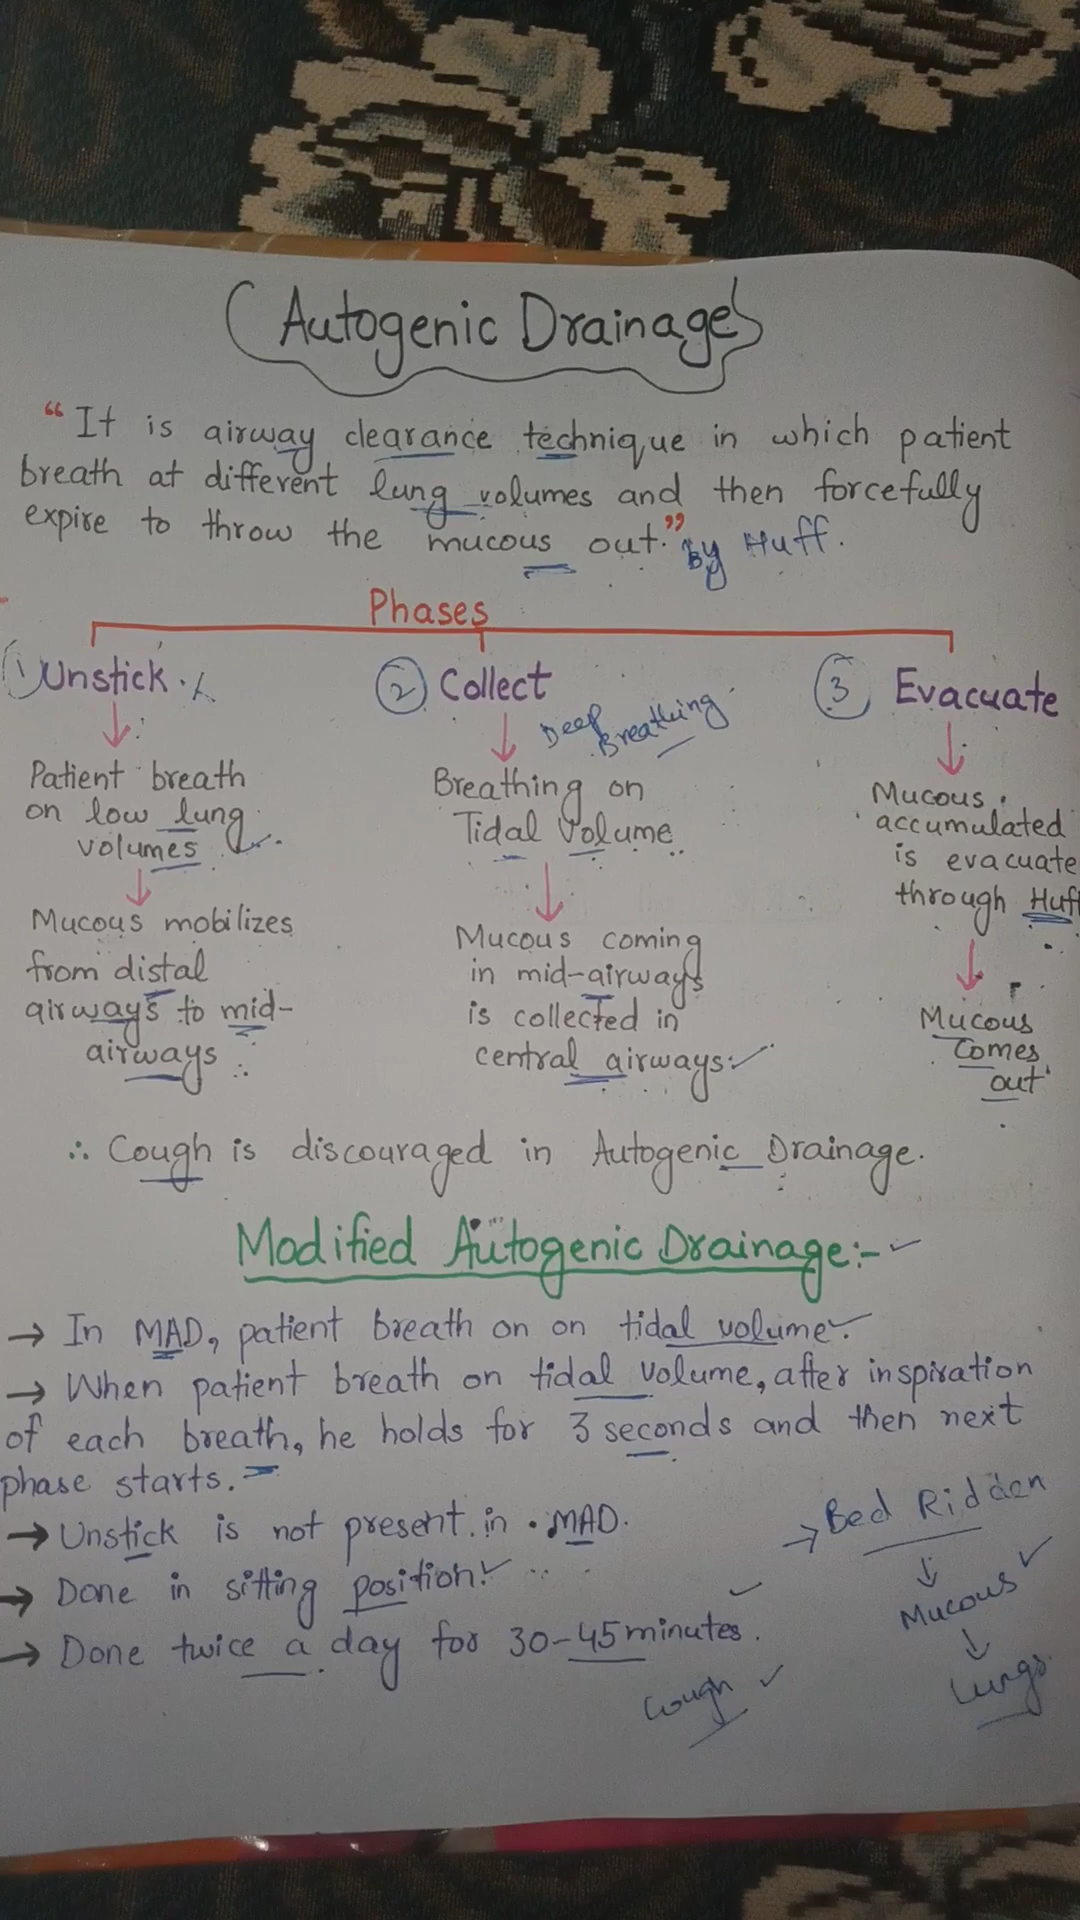 Autogenic Drainage
"It is airway clearance technique in which patient
breath at different lung volumes and then forcefully
expire to throw the mucous out." By Huff.
Phases
1 Unstick.
Patient breath
on low lung
volumes
Mucous mobilizes
from distal
airways to mid-
airways
2 Collect
Deep
Breathing
Breathing on
Tidal Volume
Mucous coming
in mid-airways
is collected in
central airways
3 Evacuate
Mucous
accumulated
is evacuate
through Huff
Mucous
comes
out
∴ Cough is discouraged in Autogenic Drainage.
Modified Autogenic Drainage:-
→ In MAD, patient breath on on tidal volume.
→ When patient breath on tidal volume, after inspiration
of each breath, he holds for 3 seconds and then next
phase starts.
→ Unstick is not present in MAD.
→ Done in sitting position.
→ Done twice a day for 30-45 minutes.
Cough
→ Bed Ridden
Mucous
Lungs